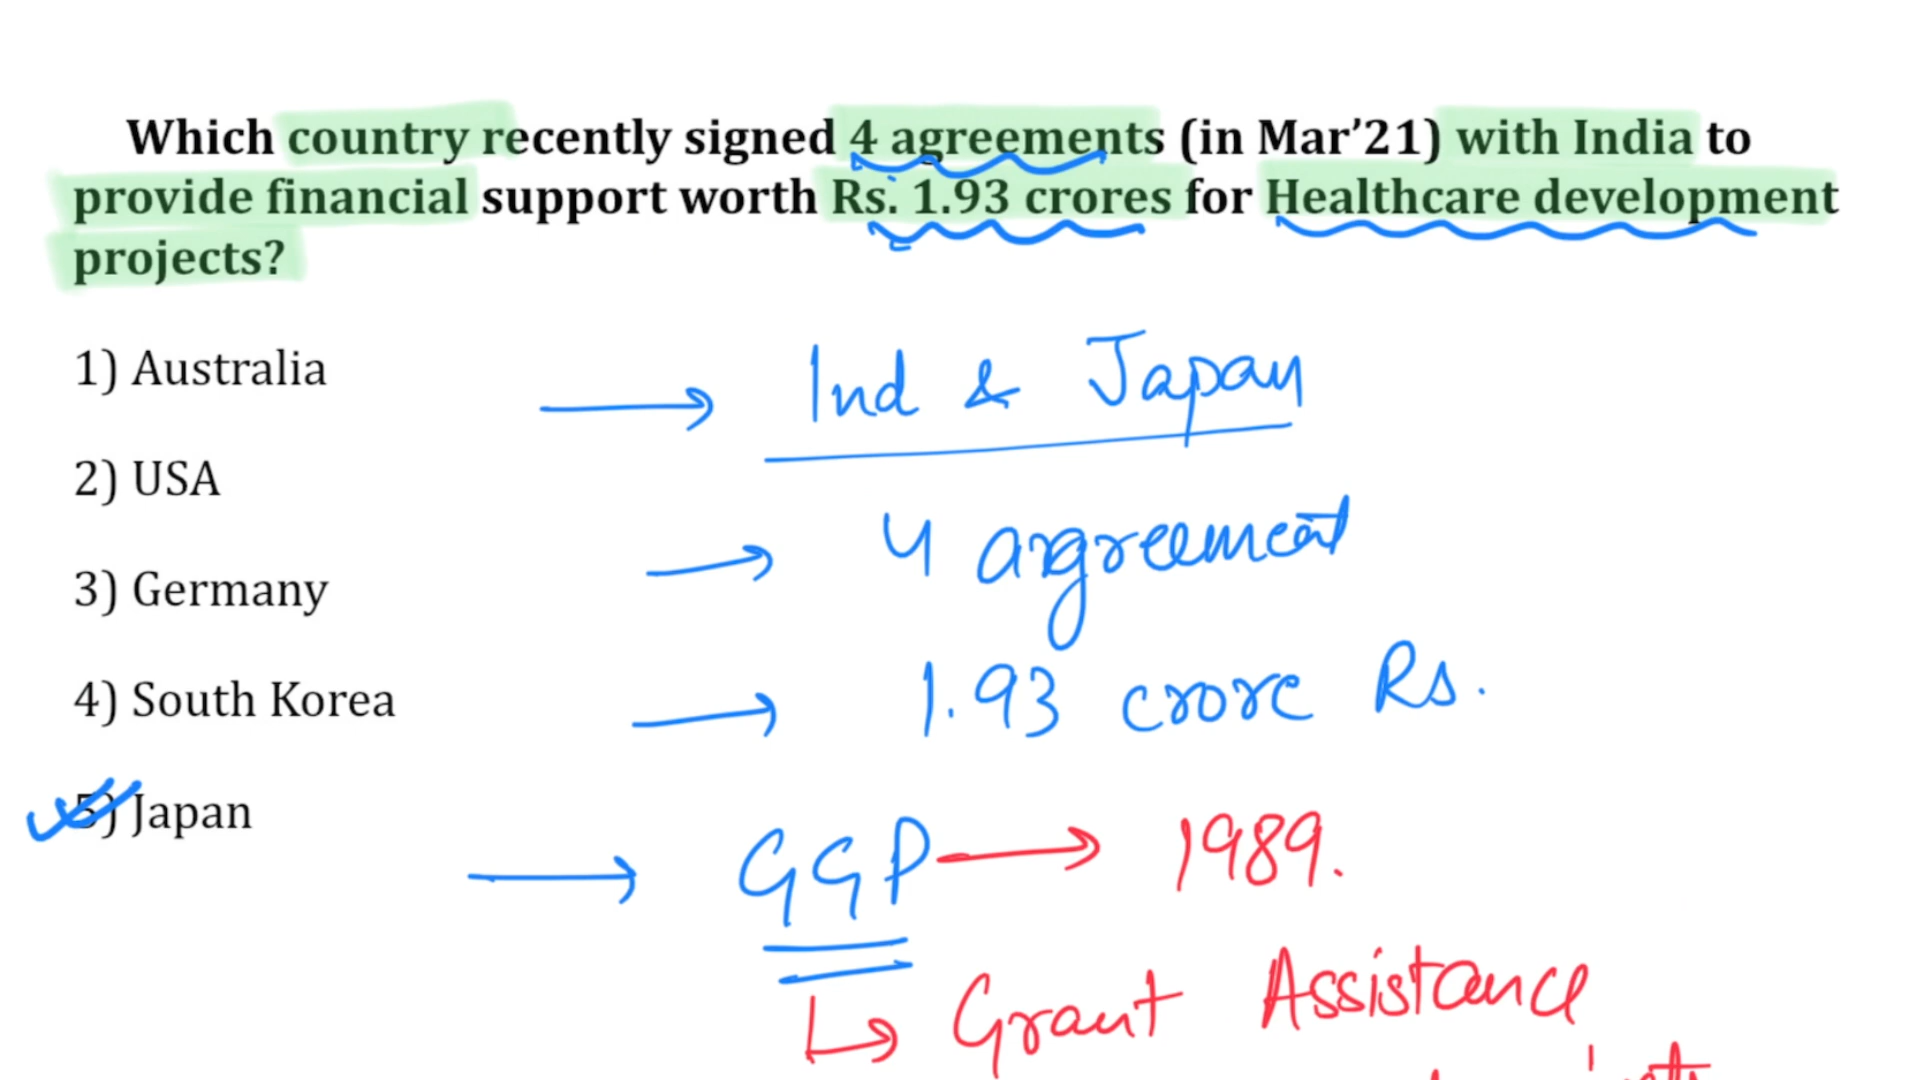 Which country recently signed 4 agreements (in Mar’21) with India to
provide financial support worth Rs. 1.93 crores for Healthcare development
projects?
1) Australia
Ind & Japan
2) USA
4 agreement
3) Germany
4) South Korea
1.93 crore Rs.
5) Japan
GGP → 1989.
Grant Assistance